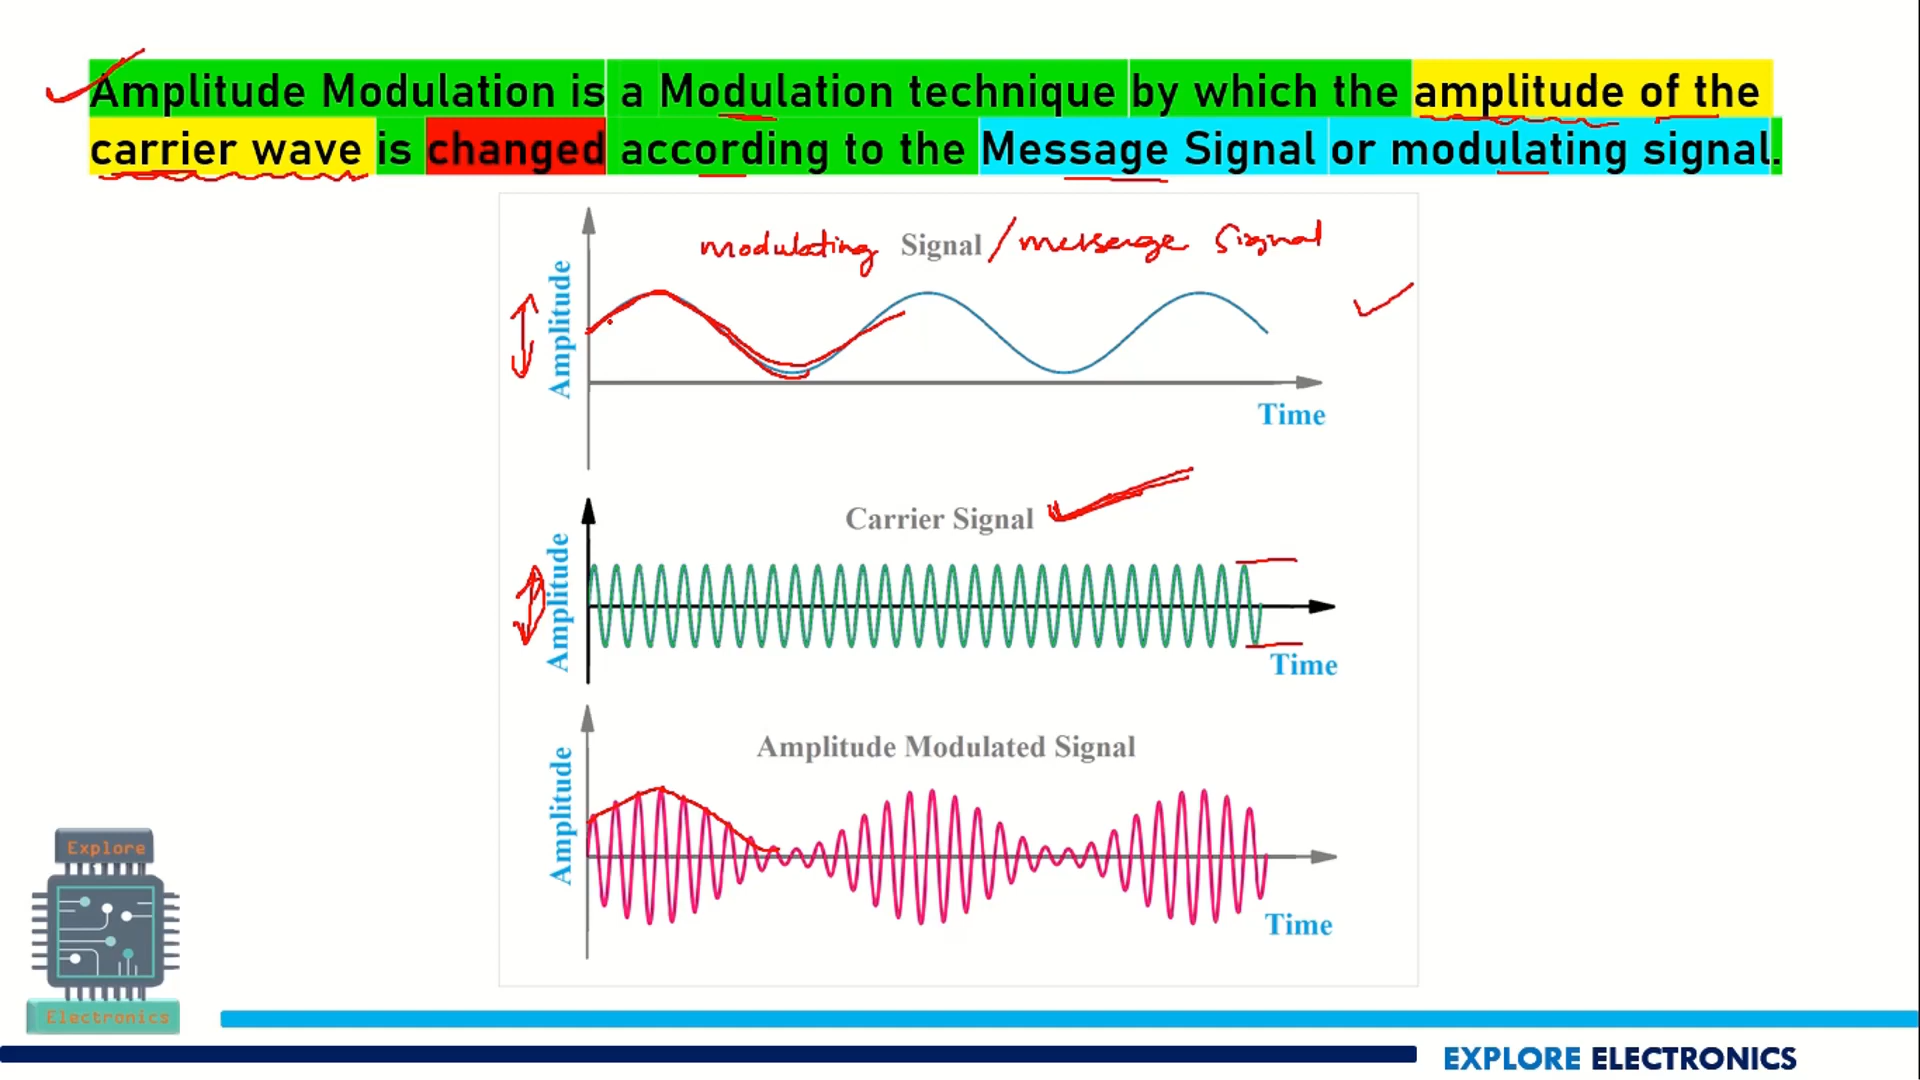 Amplitude Modulation is a Modulation technique by which the amplitude of the
carrier wave is changed according to the Message Signal or modulating signal.
modulating Signal / message Signal
Amplitude
Time
Carrier Signal
Amplitude
Time
Amplitude Modulated Signal
Amplitude
Time
Explore
Electronics
EXPLORE ELECTRONICS